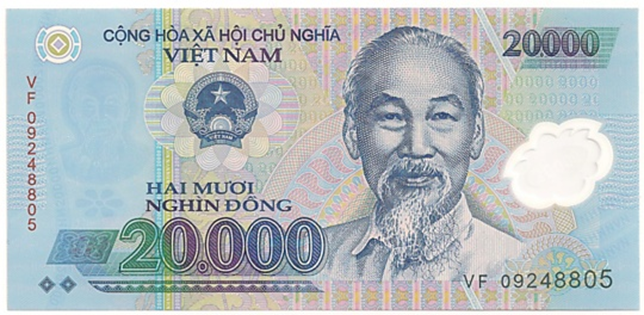 CỘNG HÒA XÃ HỘI CHỦ NGHĨA
VIỆT NAM
20000
VF 09248805
HAI MƯƠI
NGHÌN ĐỒNG
20.000
VF 09248805